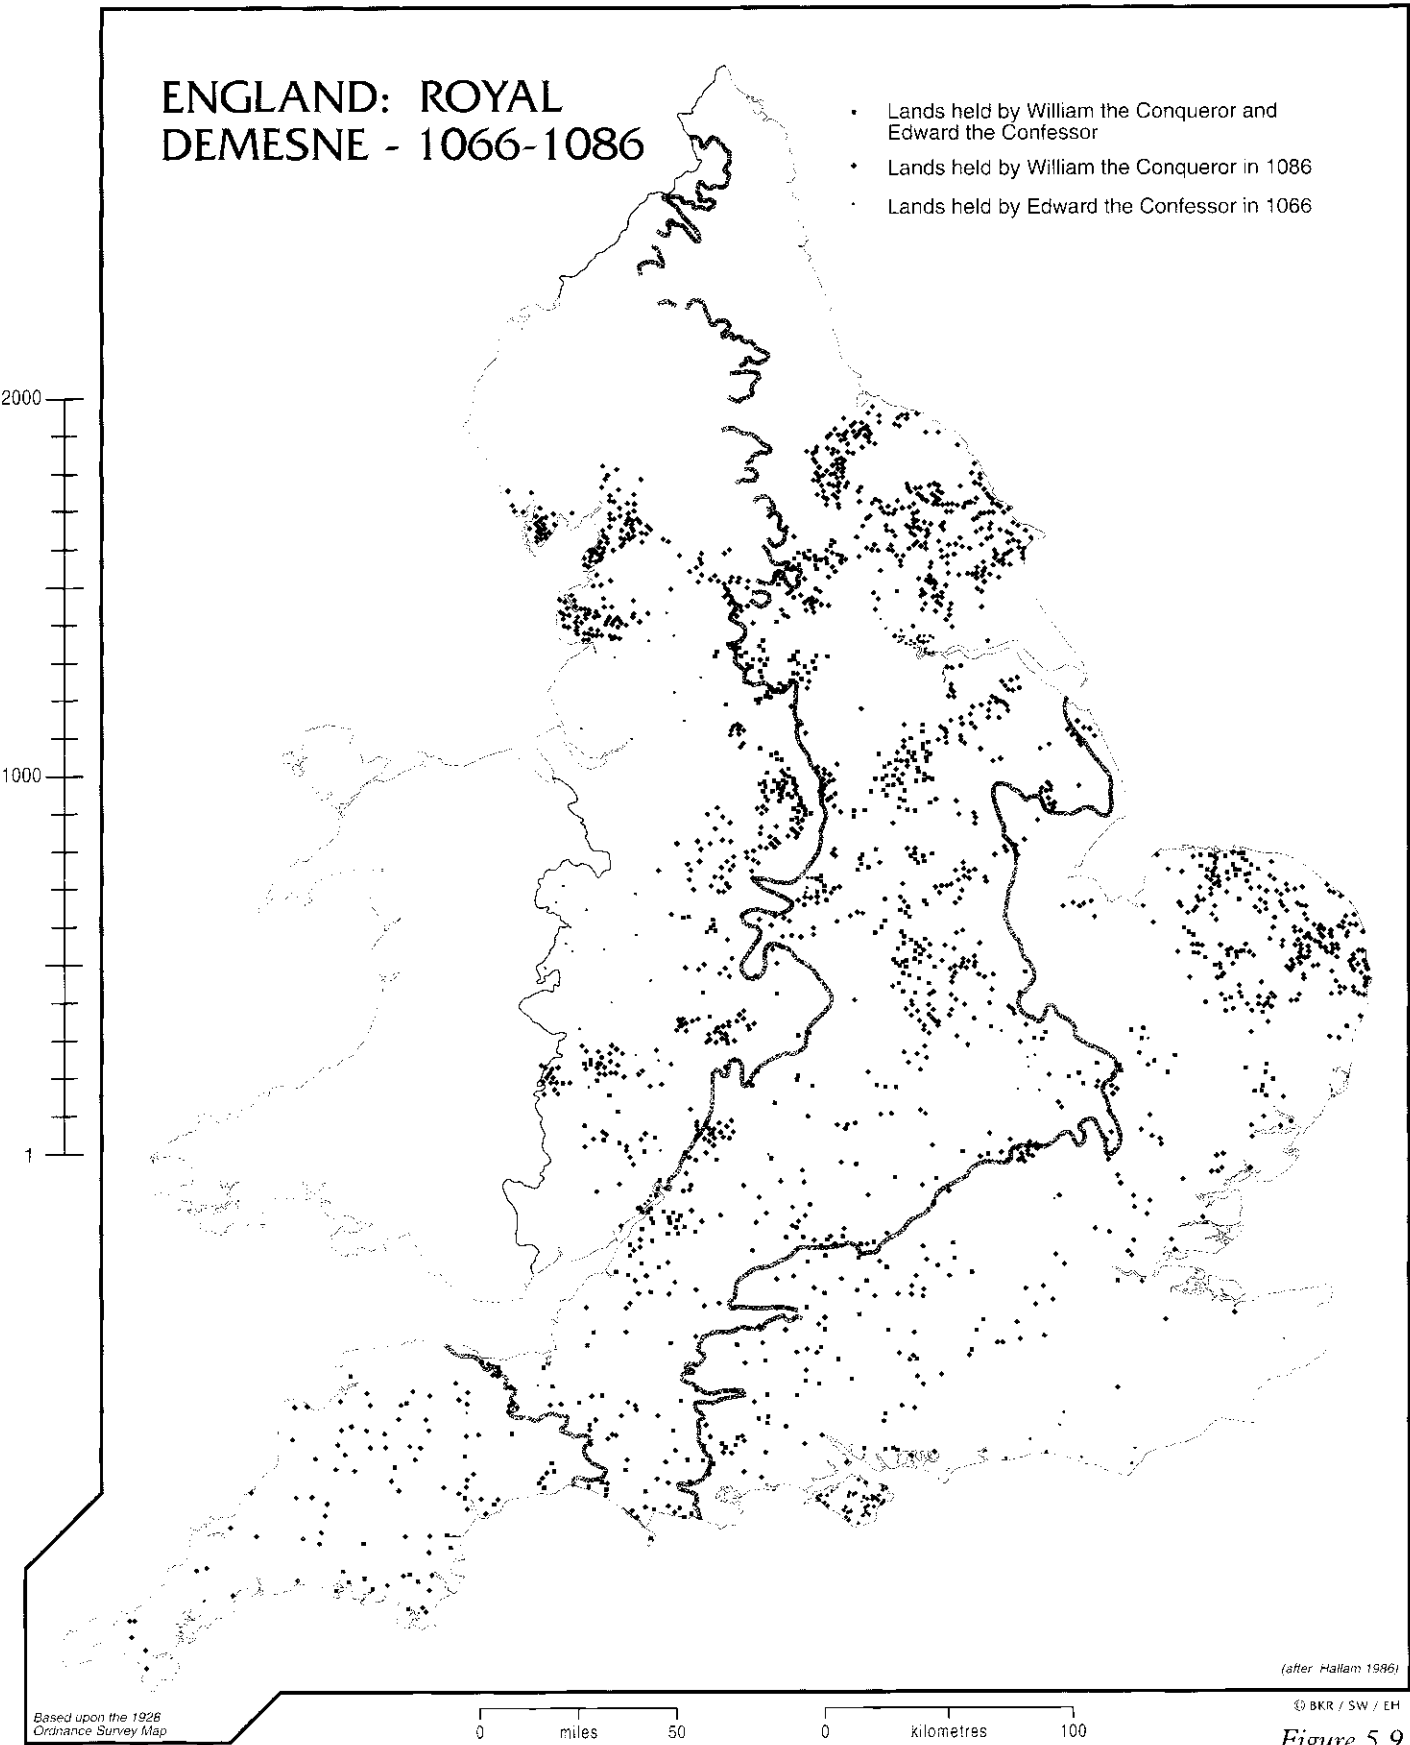 ENGLAND: ROYAL
DEMESNE - 1066-1086
Lands held by William the Conqueror and
Edward the Confessor
Lands held by William the Conqueror in 1086
Lands held by Edward the Confessor in 1066
2000
1000
1
(after Hallam 1986)
Based upon the 1928
Ordnance Survey Map
0 miles 50
0 kilometres 100
© BKR / SW / EH
Figure 5.9